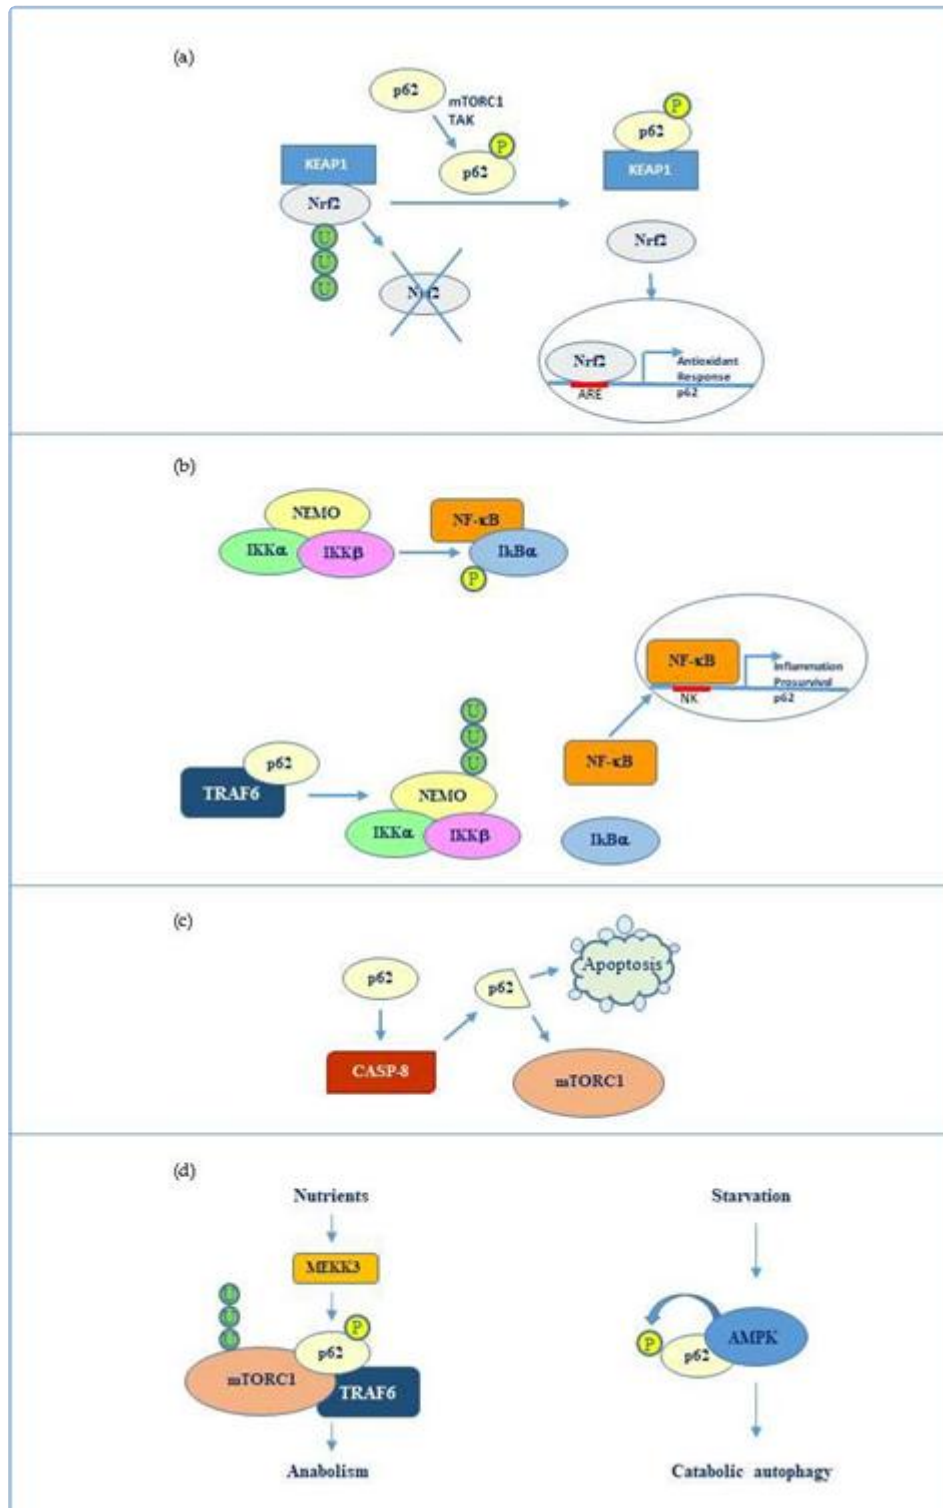 (a)
p62
mTORC1
TAK
P
p62
KEAP1
Nrf2
U
U
U
Nrf2
P
p62
KEAP1
Nrf2
Nrf2
ARE
Antioxidant
Response
p62
(b)
NEMO
IKKα
IKKβ
NF-κB
IkBα
P
NF-κB
NK
Inflammation
Prosurvival
p62
U
U
U
p62
TRAF6
NEMO
IKKα
IKKβ
NF-κB
IkBα
(c)
p62
CASP-8
p62
Apoptosis
mTORC1
(d)
Nutrients
MEKK3
U
U
U
P
p62
mTORC1
TRAF6
Anabolism
Starvation
P
p62
AMPK
Catabolic autophagy